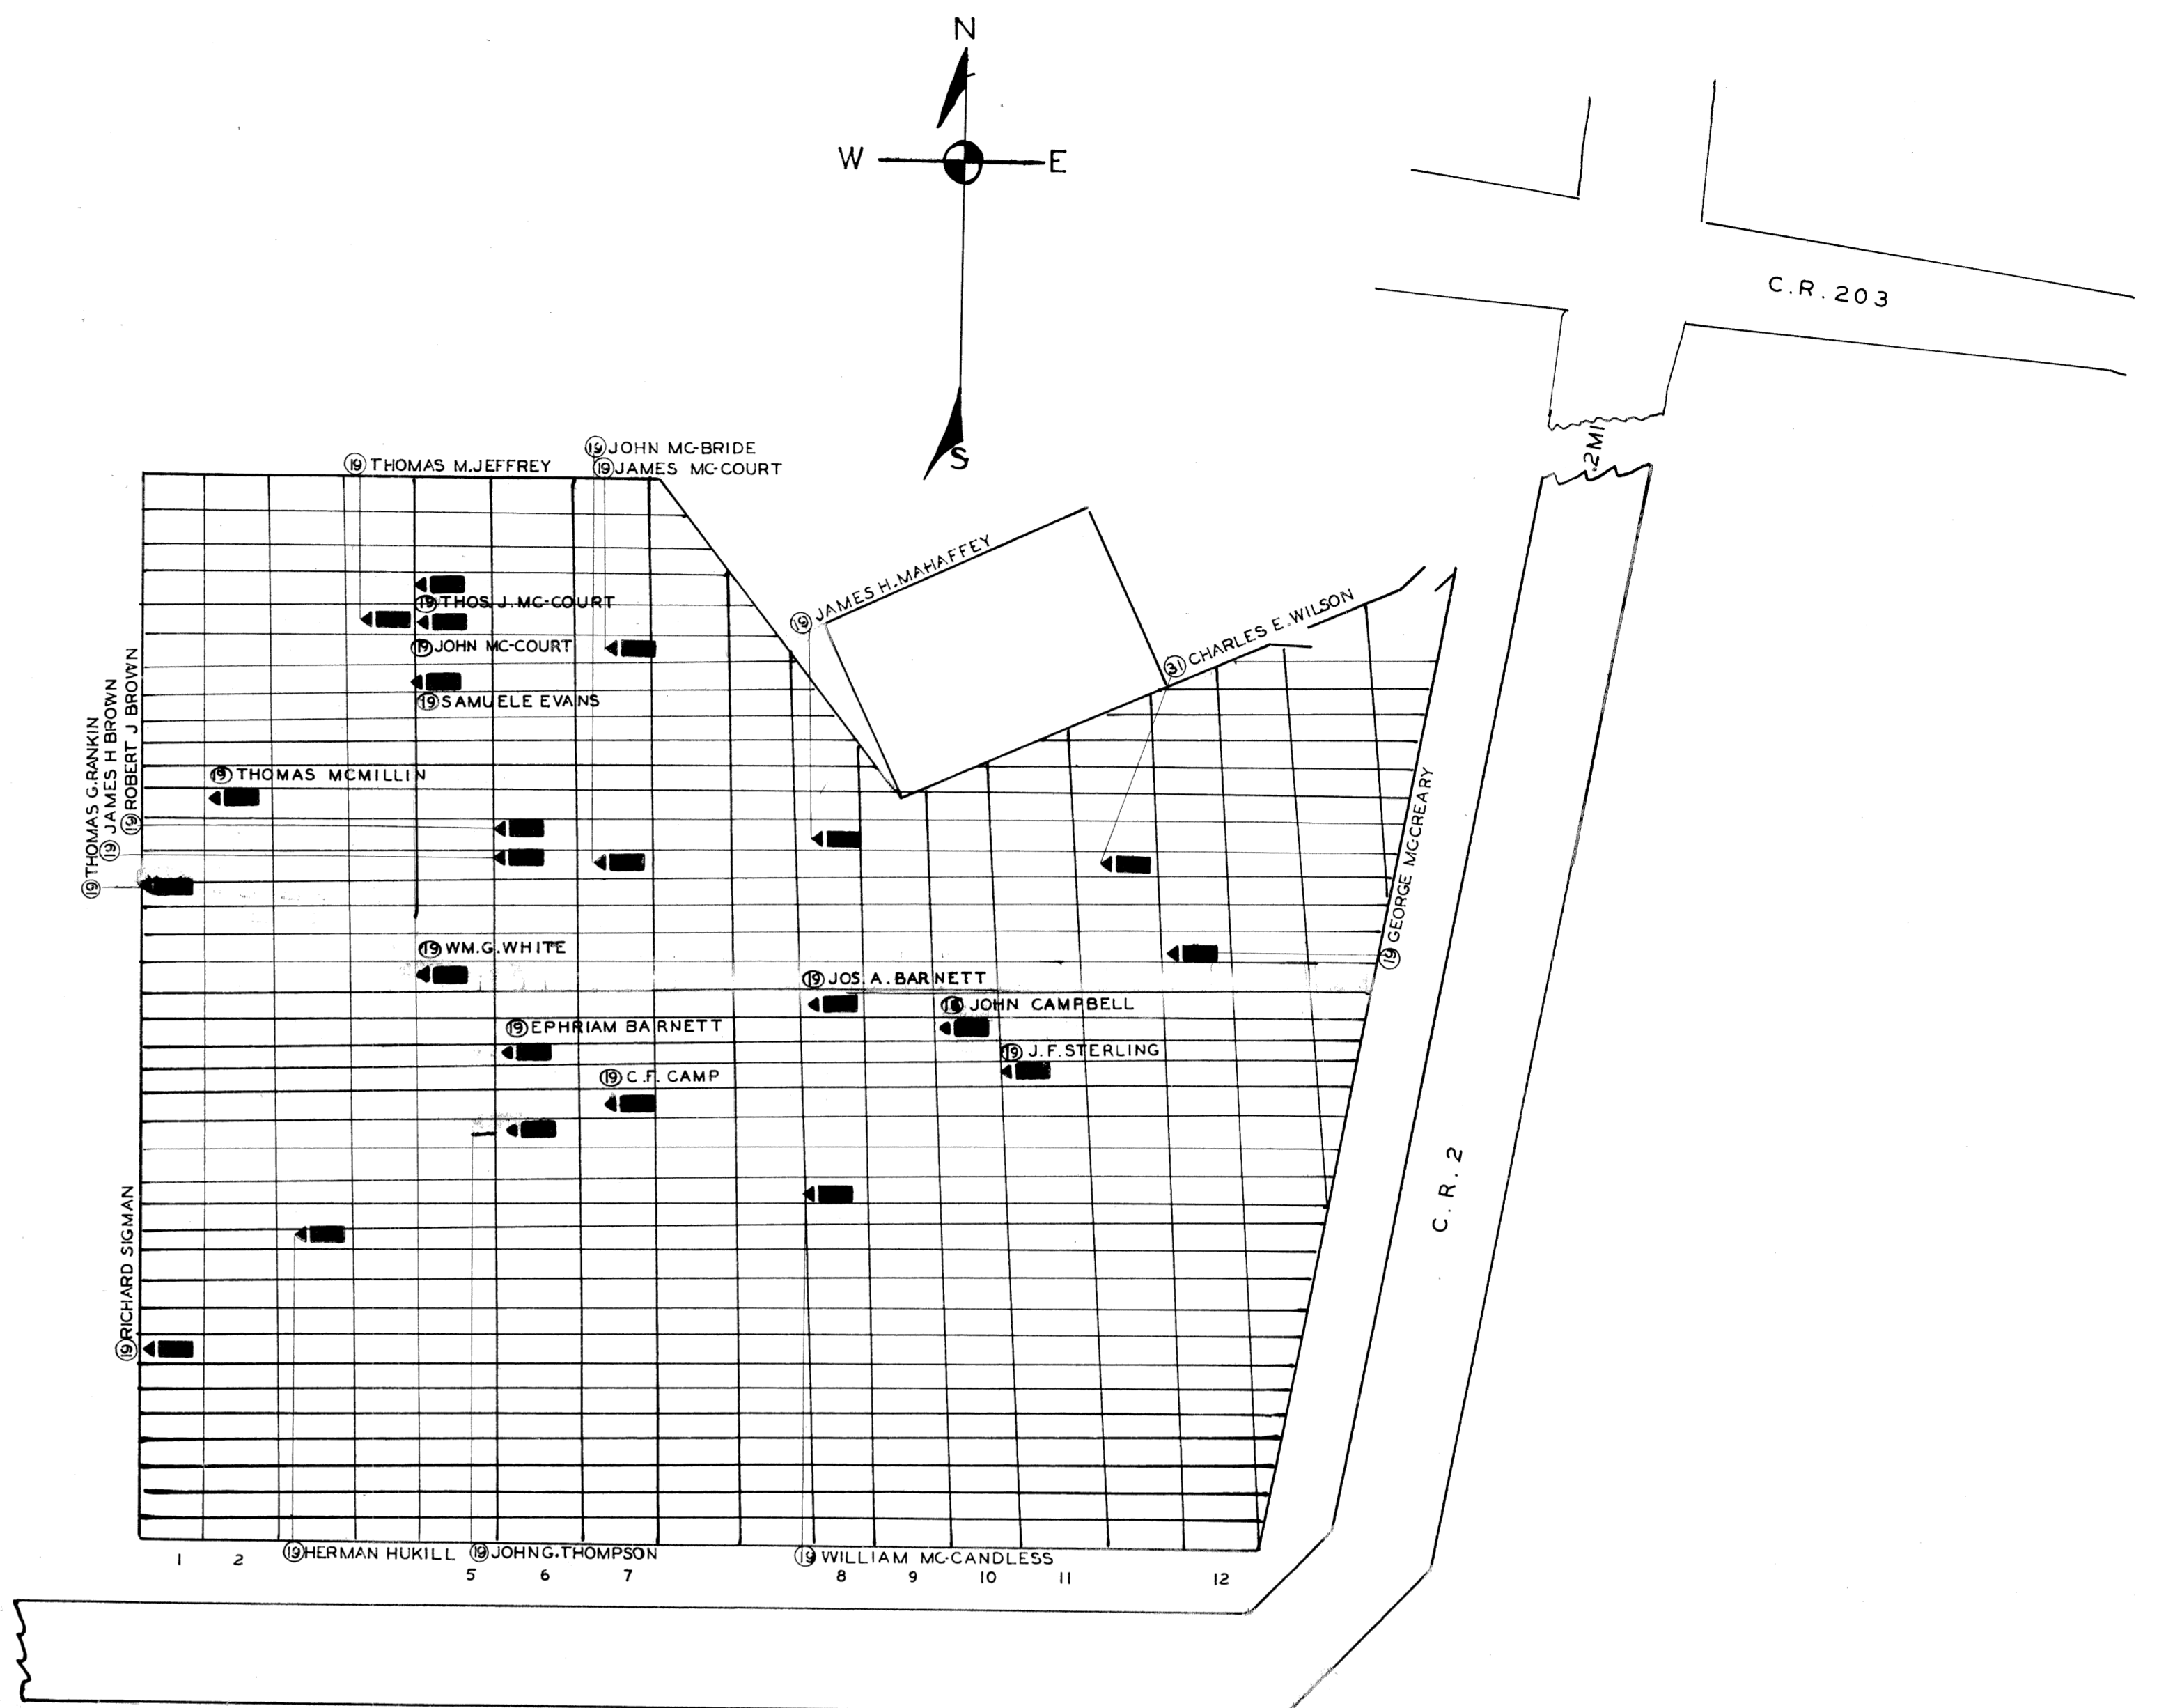 N
W E
S
C.R. 203
.2MI
19 JOHN MC-BRIDE
19 THOMAS M. JEFFREY
19 JAMES MC-COURT
19 JAMES H. MAHAFFEY
31 CHARLES E. WILSON
19 THOS. J. MC-COURT
19 JOHN MC-COURT
19 SAMUELE EVANS
19 THOMAS G. RANKIN
19 JAMES H BROWN
19 ROBERT J BROWN
19 THOMAS MCMILLIN
19 GEORGE MC-CREARY
19 WM. G. WHITE
19 JOS. A. BARNETT
JOHN CAMPBELL
19 EPHRIAM BARNETT
19 J. F. STERLING
19 C. F. CAMP
C. R. 2
19 RICHARD SIGMAN
19 HERMAN HUKILL 19 JOHN G. THOMPSON 19 WILLIAM MC-CANDLESS
1 2 5 6 7 8 9 10 11 12